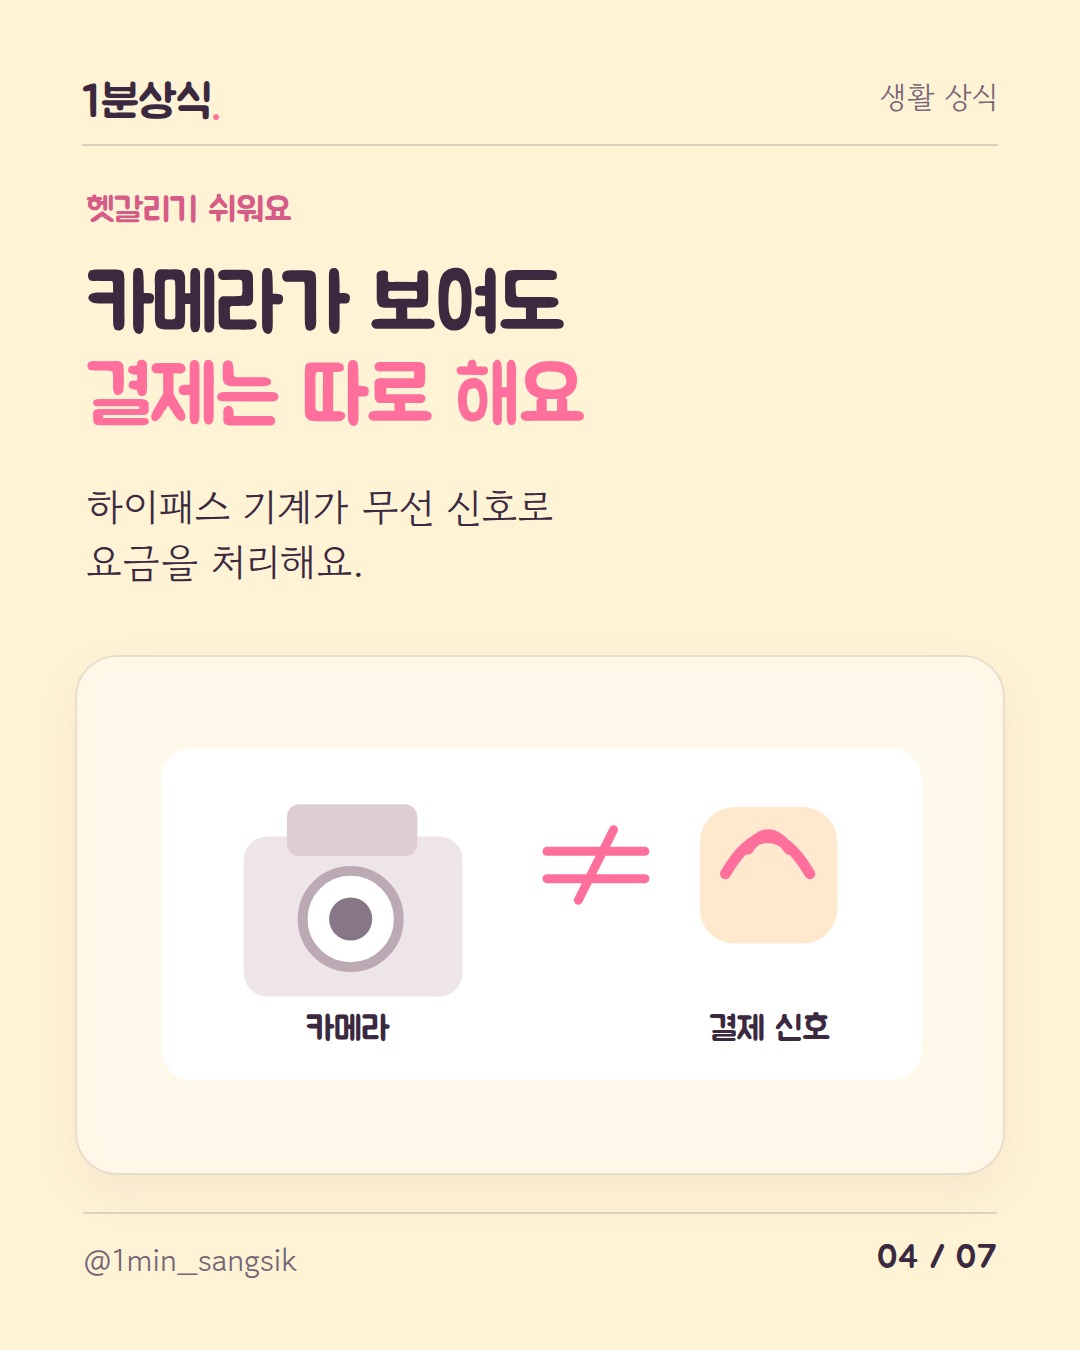 1분상식.
생활 상식
헷갈리기 쉬워요
카메라가 보여도
결제는 따로 해요
하이패스 기계가 무선 신호로
요금을 처리해요.
≠
카메라
결제 신호
@1min_sangsik
04 / 07